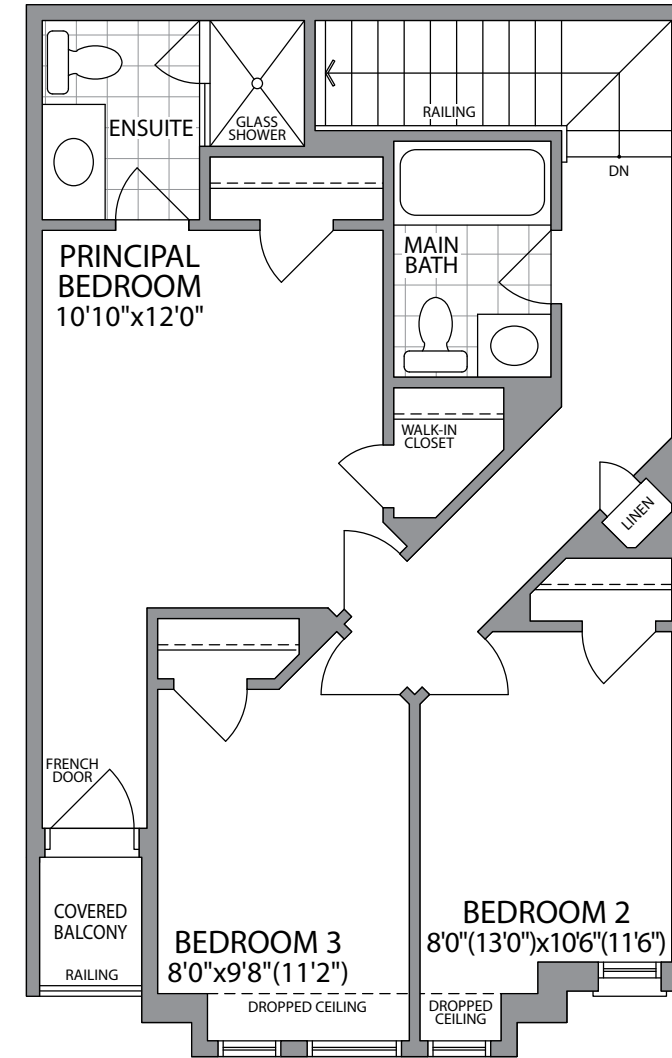 ENSUITE
GLASS
SHOWER
RAILING
DN
PRINCIPAL
BEDROOM
10'10"x12'0"
MAIN
BATH
WALK-IN
CLOSET
LINEN
FRENCH
DOOR
COVERED
BALCONY
RAILING
BEDROOM 3
8'0"x9'8"(11'2")
DROPPED CEILING
BEDROOM 2
8'0"(13'0")x10'6"(11'6")
DROPPED
CEILING